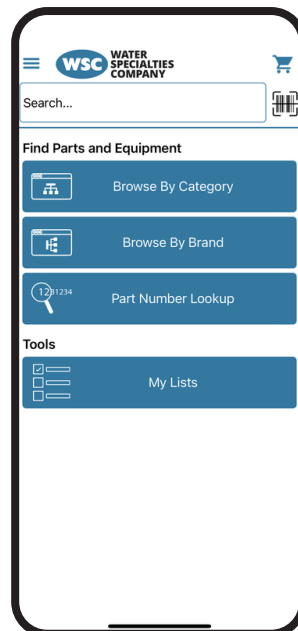 WSC WATER
SPECIALTIES
COMPANY
Search...
Find Parts and Equipment
Browse By Category
Browse By Brand
1231234
Part Number Lookup
Tools
My Lists